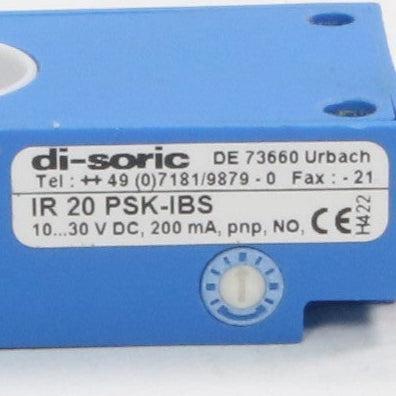 di-soric DE 73660 Urbach
Tel : ++ 49 (0)7181/9879 - 0 Fax : - 21
IR 20 PSK-IBS
10...30 V DC, 200 mA, pnp, NO, CE H422